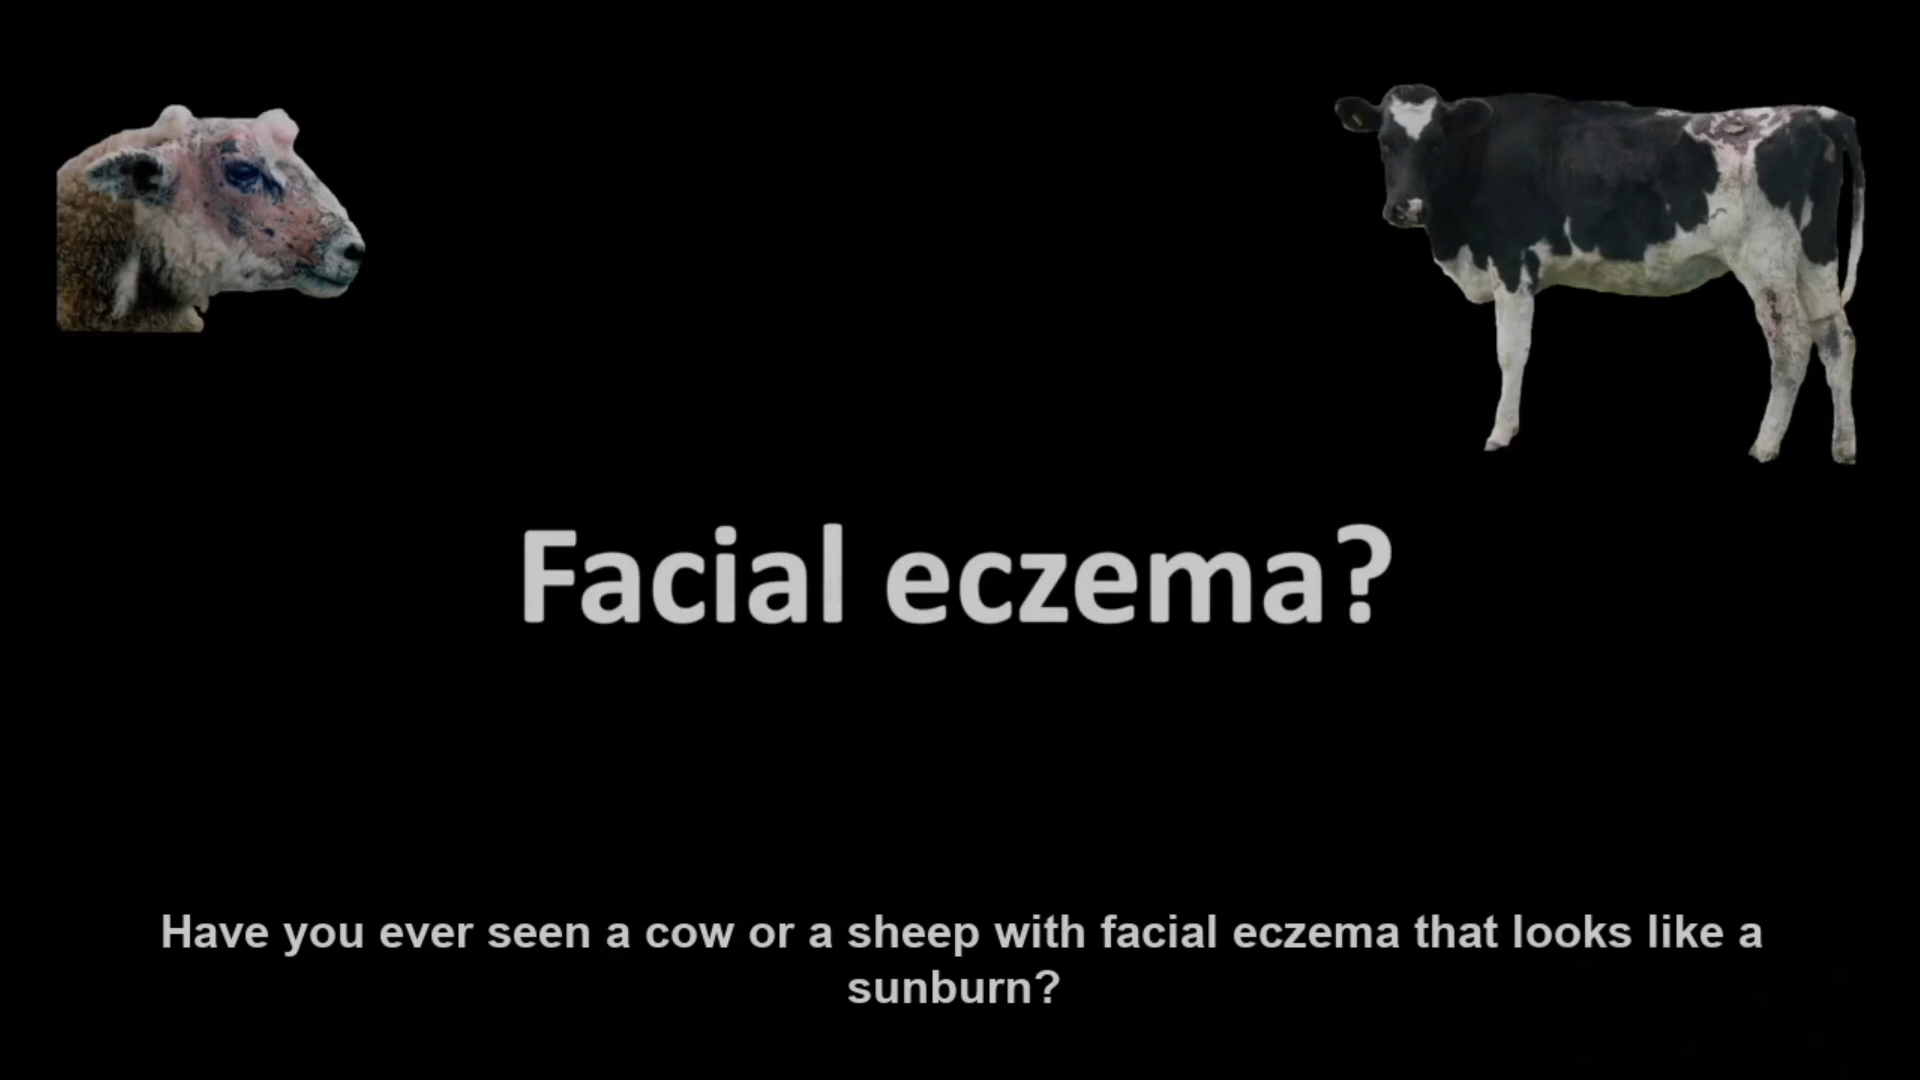 Facial eczema?
Have you ever seen a cow or a sheep with facial eczema that looks like a
sunburn?